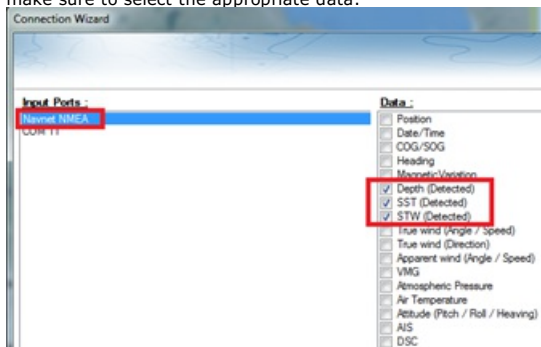 make sure to select the appropriate data.
Connection Wizard
Input Ports :
Navnet NMEA
COM 11
Data :
Position
Date/Time
COG/SOG
Heading
Magnetic Variation
Depth (Detected)
SST (Detected)
STW (Detected)
True wind (Angle / Speed)
True wind (Direction)
Apparent wind (Angle / Speed)
VMG
Atmospheric Pressure
Air Temperature
Attitude (Pitch / Roll / Heaving)
AIS
DSC